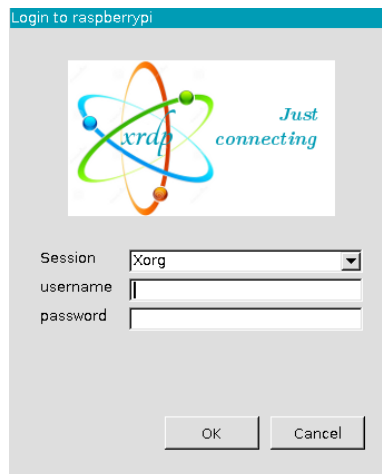 Login to raspberrypi
xrdp
Just
connecting
Session
Xorg
username
password
OK
Cancel